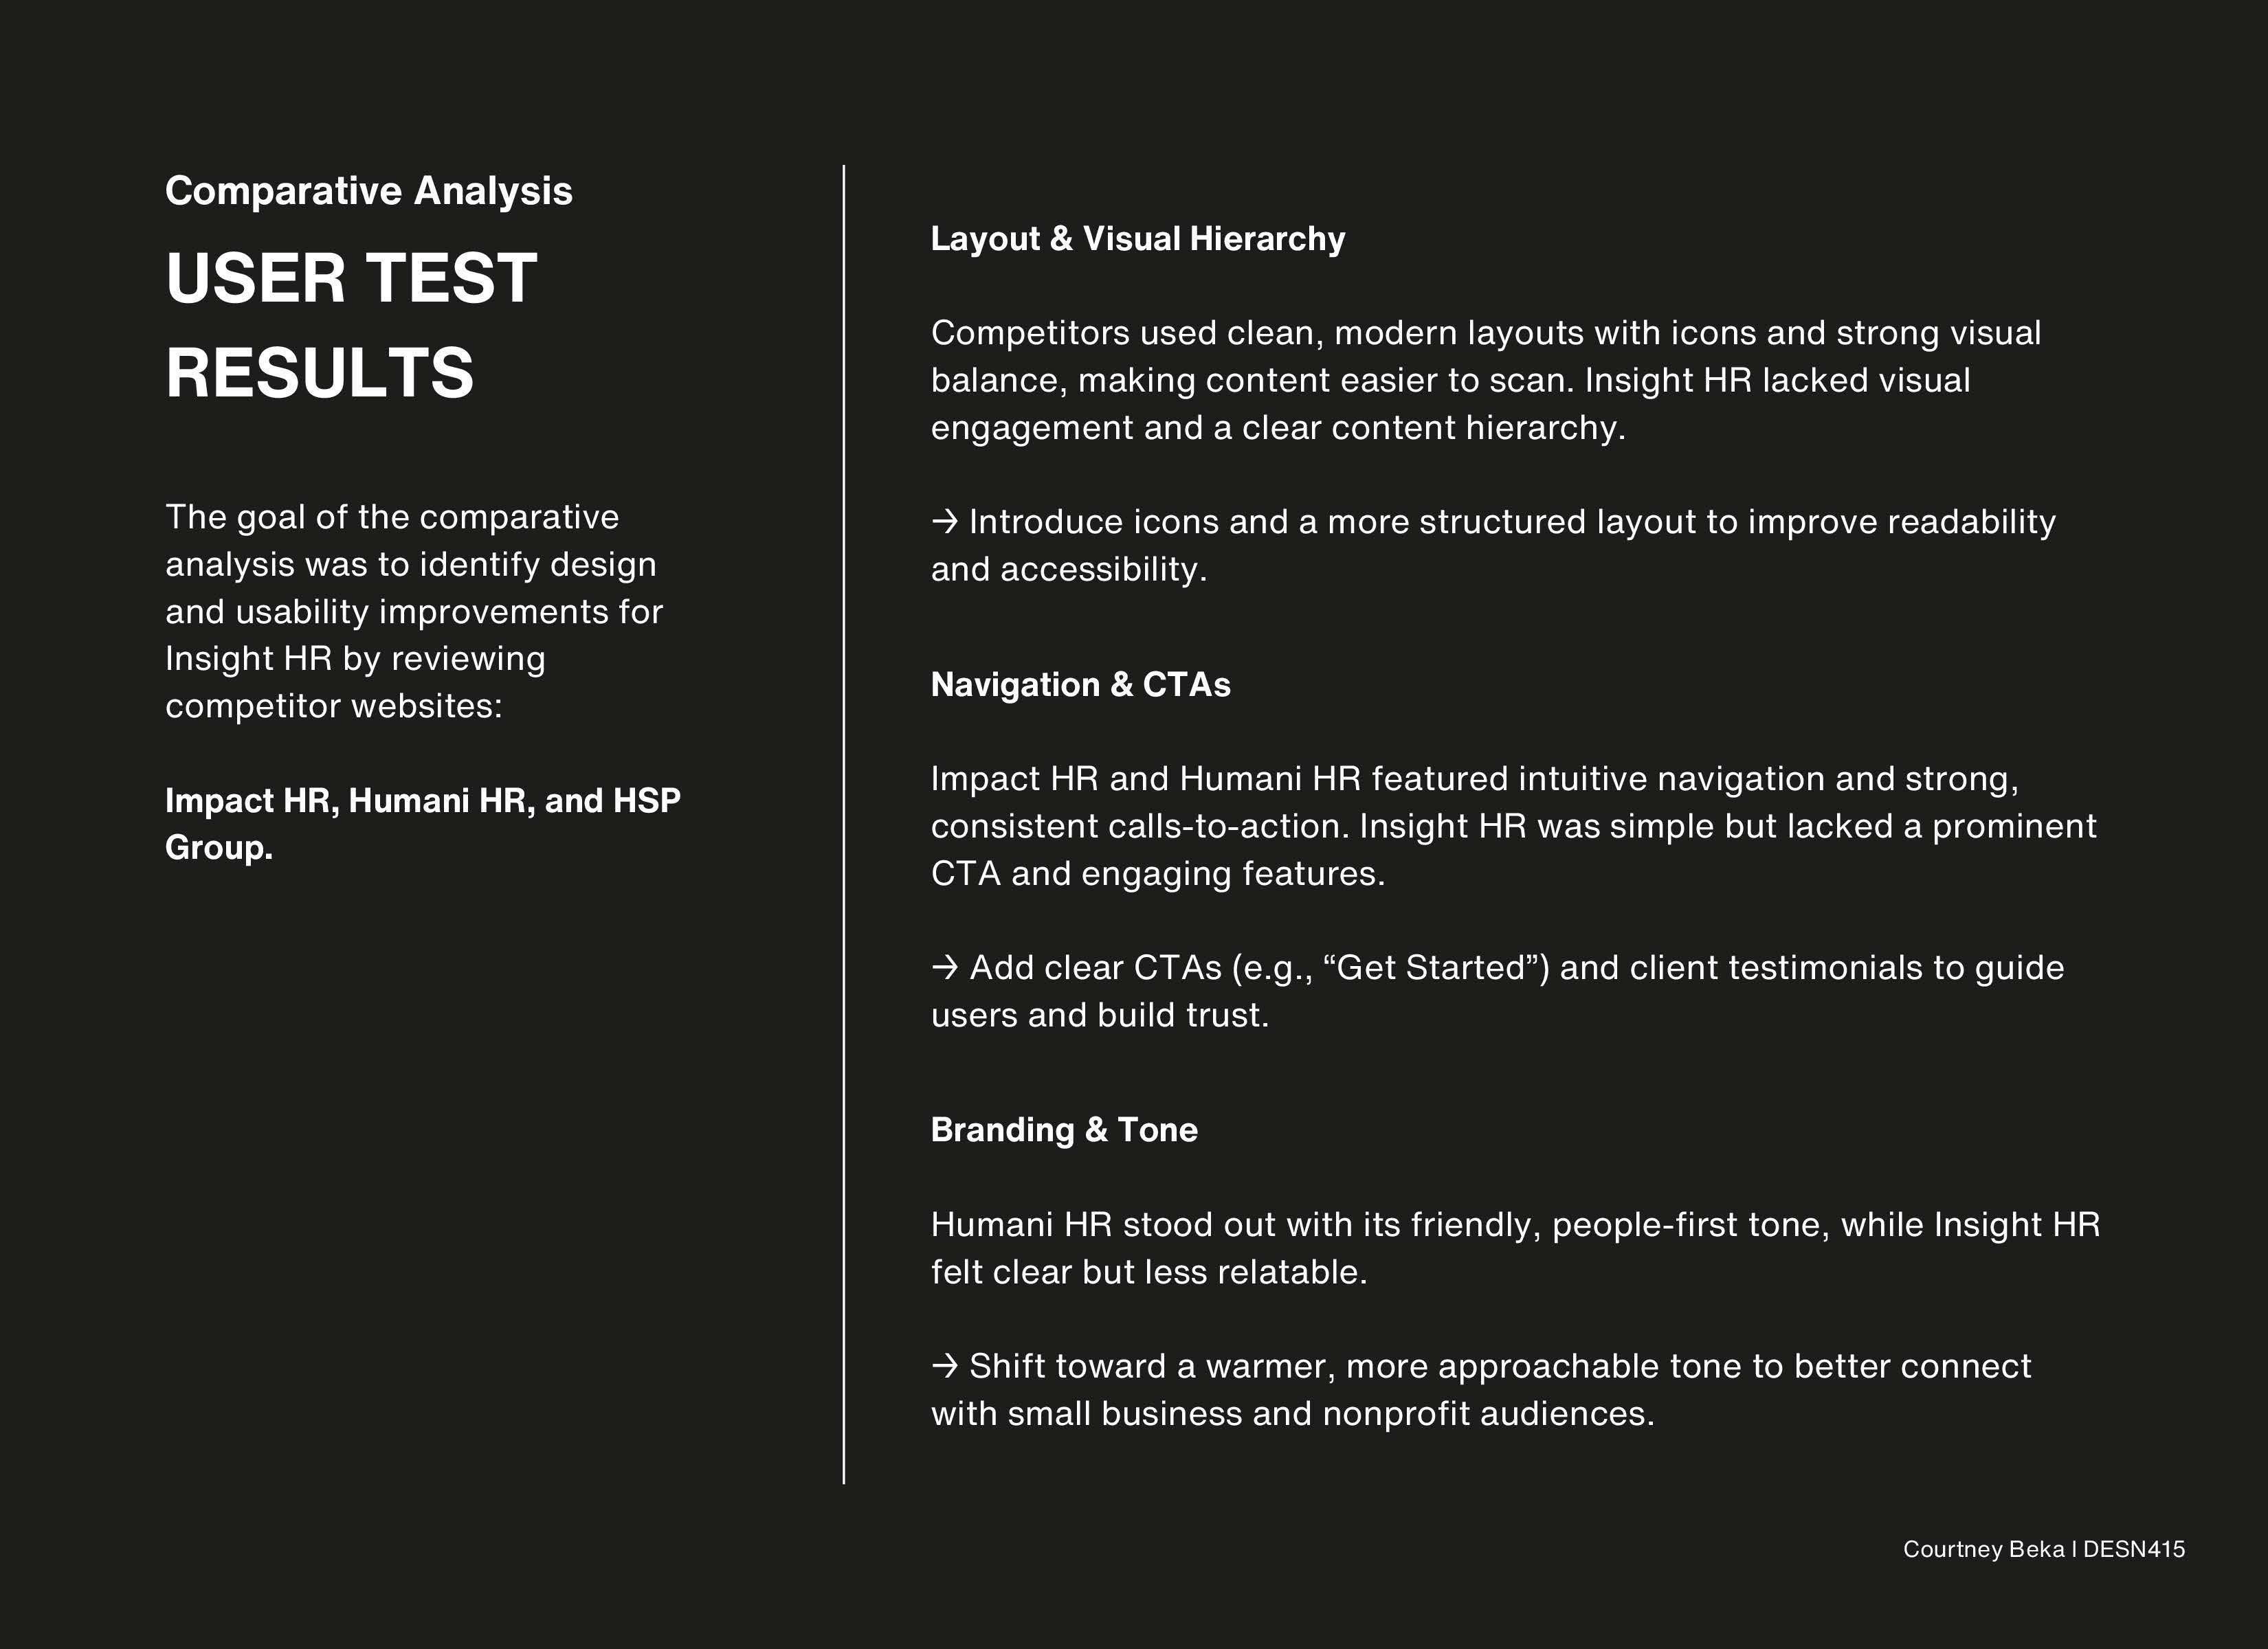 Comparative Analysis
USER TEST
RESULTS
The goal of the comparative
analysis was to identify design
and usability improvements for
Insight HR by reviewing
competitor websites:
Impact HR, Humani HR, and HSP
Group.
Layout & Visual Hierarchy
Competitors used clean, modern layouts with icons and strong visual
balance, making content easier to scan. Insight HR lacked visual
engagement and a clear content hierarchy.
→ Introduce icons and a more structured layout to improve readability
and accessibility.
Navigation & CTAs
Impact HR and Humani HR featured intuitive navigation and strong,
consistent calls-to-action. Insight HR was simple but lacked a prominent
CTA and engaging features.
→ Add clear CTAs (e.g., “Get Started”) and client testimonials to guide
users and build trust.
Branding & Tone
Humani HR stood out with its friendly, people-first tone, while Insight HR
felt clear but less relatable.
→ Shift toward a warmer, more approachable tone to better connect
with small business and nonprofit audiences.
Courtney Beka | DESN415